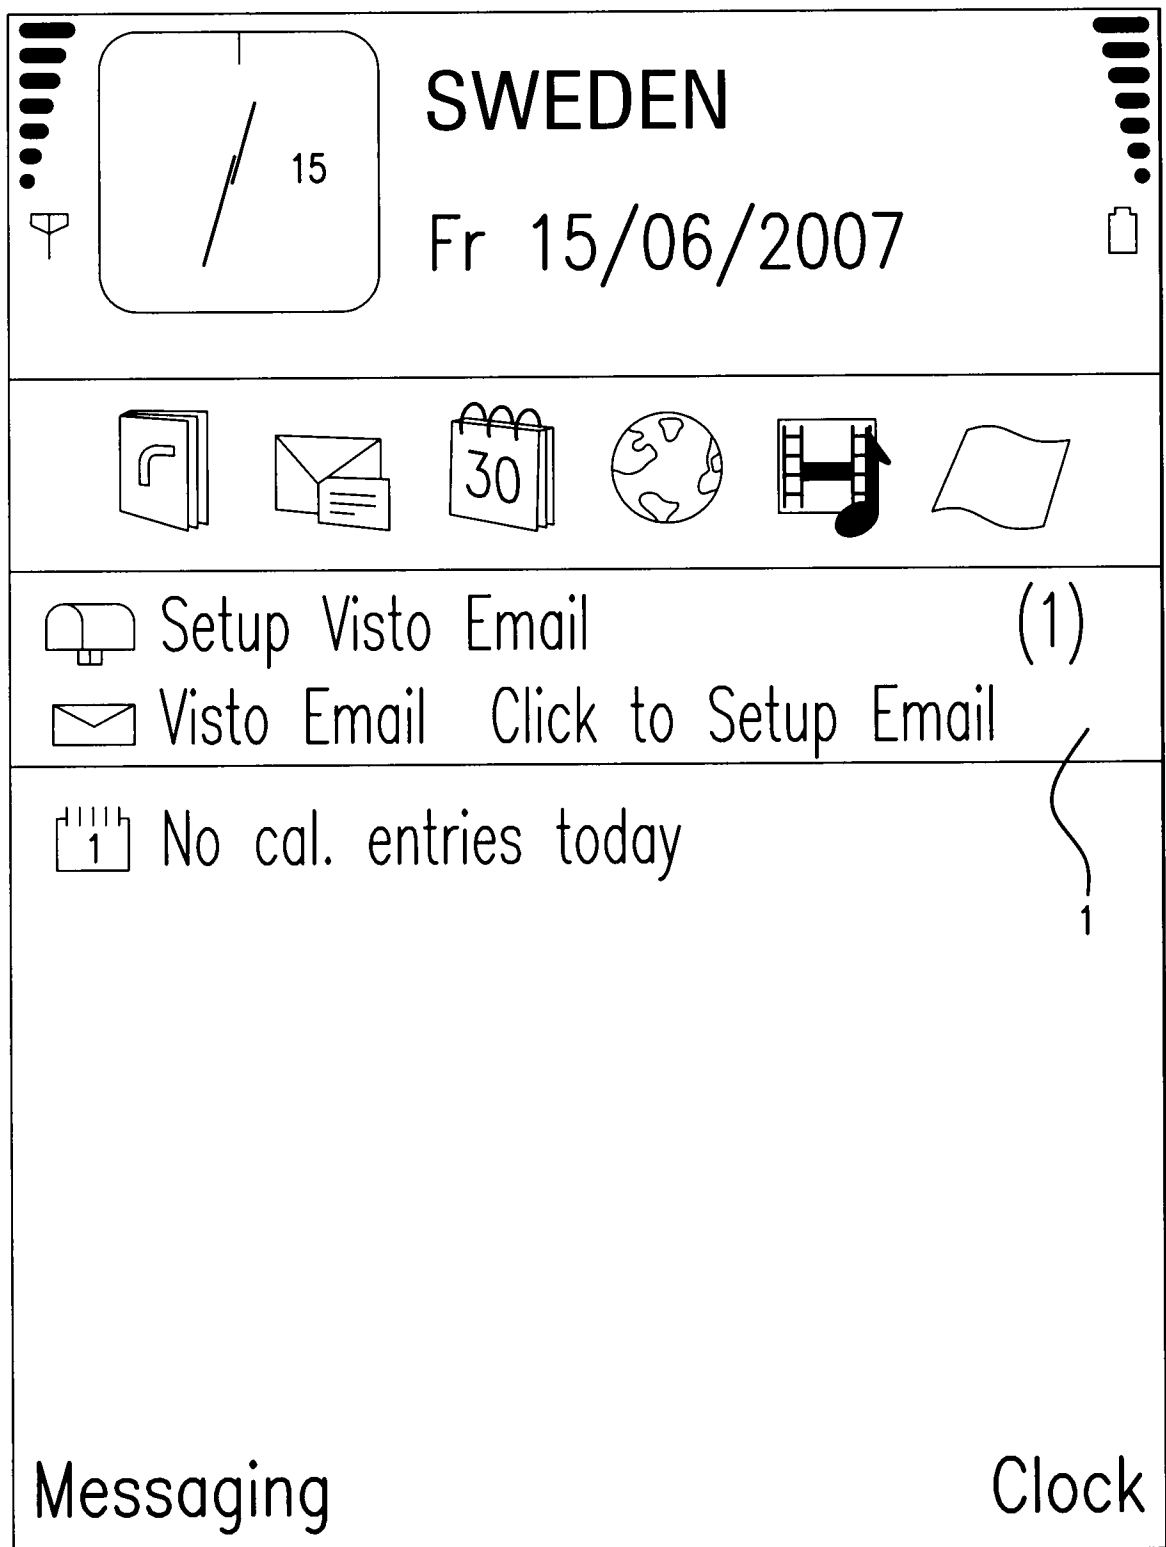 SWEDEN
15
Fr 15/06/2007
30
Setup Visto Email (1)
Visto Email Click to Setup Email
1 No cal. entries today
1
Messaging Clock